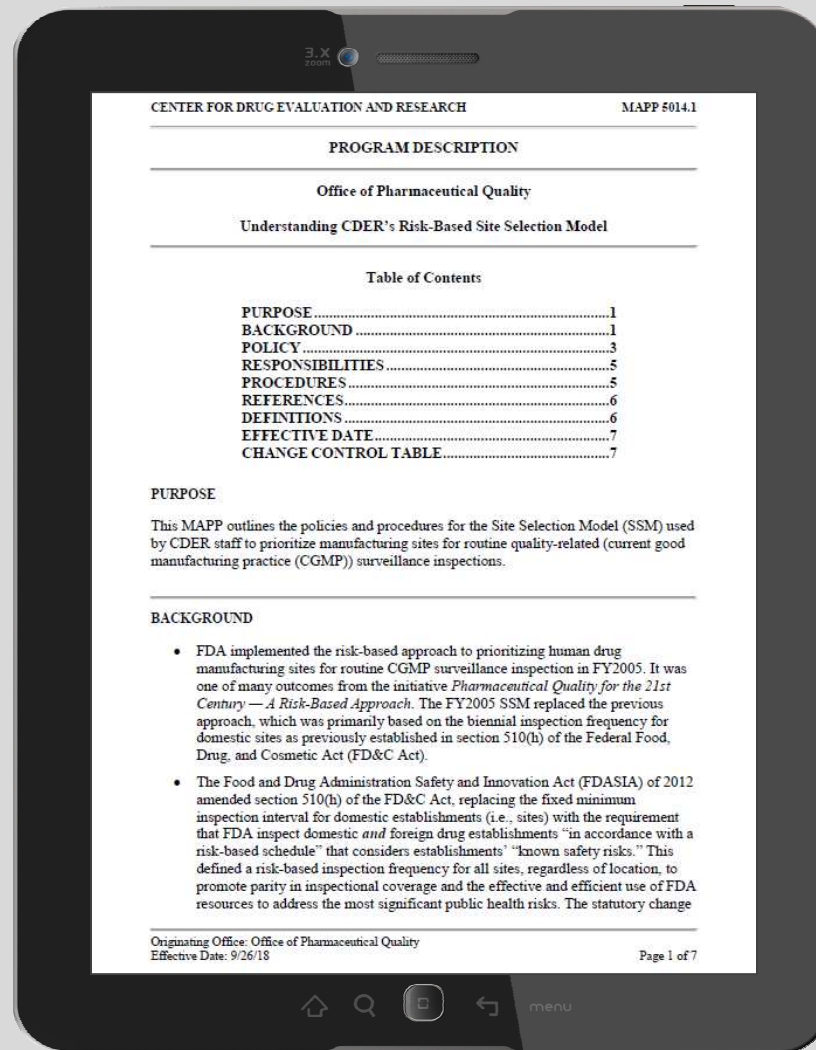 3.X
zoom
CENTER FOR DRUG EVALUATION AND RESEARCH MAPP 5014.1
PROGRAM DESCRIPTION
Office of Pharmaceutical Quality
Understanding CDER's Risk-Based Site Selection Model
Table of Contents
PURPOSE..........................................................................1
BACKGROUND................................................................1
POLICY.............................................................................3
RESPONSIBILITIES.........................................................5
PROCEDURES..................................................................5
REFERENCES...................................................................6
DEFINITIONS...................................................................6
EFFECTIVE DATE............................................................7
CHANGE CONTROL TABLE..........................................7
PURPOSE
This MAPP outlines the policies and procedures for the Site Selection Model (SSM) used
by CDER staff to prioritize manufacturing sites for routine quality-related (current good
manufacturing practice (CGMP)) surveillance inspections.
BACKGROUND
• FDA implemented the risk-based approach to prioritizing human drug
manufacturing sites for routine CGMP surveillance inspection in FY2005. It was
one of many outcomes from the initiative Pharmaceutical Quality for the 21st
Century — A Risk-Based Approach. The FY2005 SSM replaced the previous
approach, which was primarily based on the biennial inspection frequency for
domestic sites as previously established in section 510(h) of the Federal Food,
Drug, and Cosmetic Act (FD&C Act).
• The Food and Drug Administration Safety and Innovation Act (FDASIA) of 2012
amended section 510(h) of the FD&C Act, replacing the fixed minimum
inspection interval for domestic establishments (i.e., sites) with the requirement
that FDA inspect domestic and foreign drug establishments “in accordance with a
risk-based schedule” that considers establishments’ “known safety risks.” This
defined a risk-based inspection frequency for all sites, regardless of location, to
promote parity in inspectional coverage and the effective and efficient use of FDA
resources to address the most significant public health risks. The statutory change
Originating Office: Office of Pharmaceutical Quality
Effective Date: 9/26/18 Page 1 of 7
menu